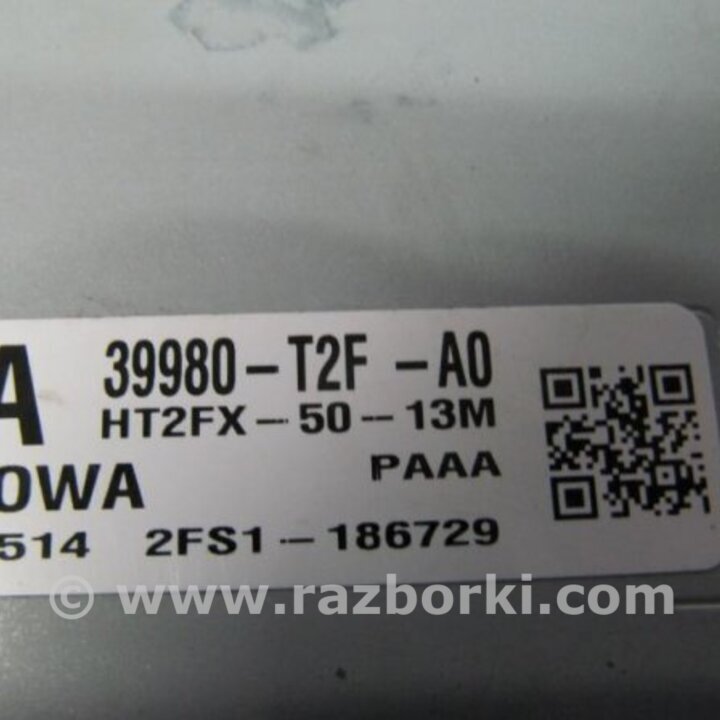 A 39980-T2F -A0
HT2FX-50-13M
OWA PAAA
514 2FS1-186729
© www.razborki.com